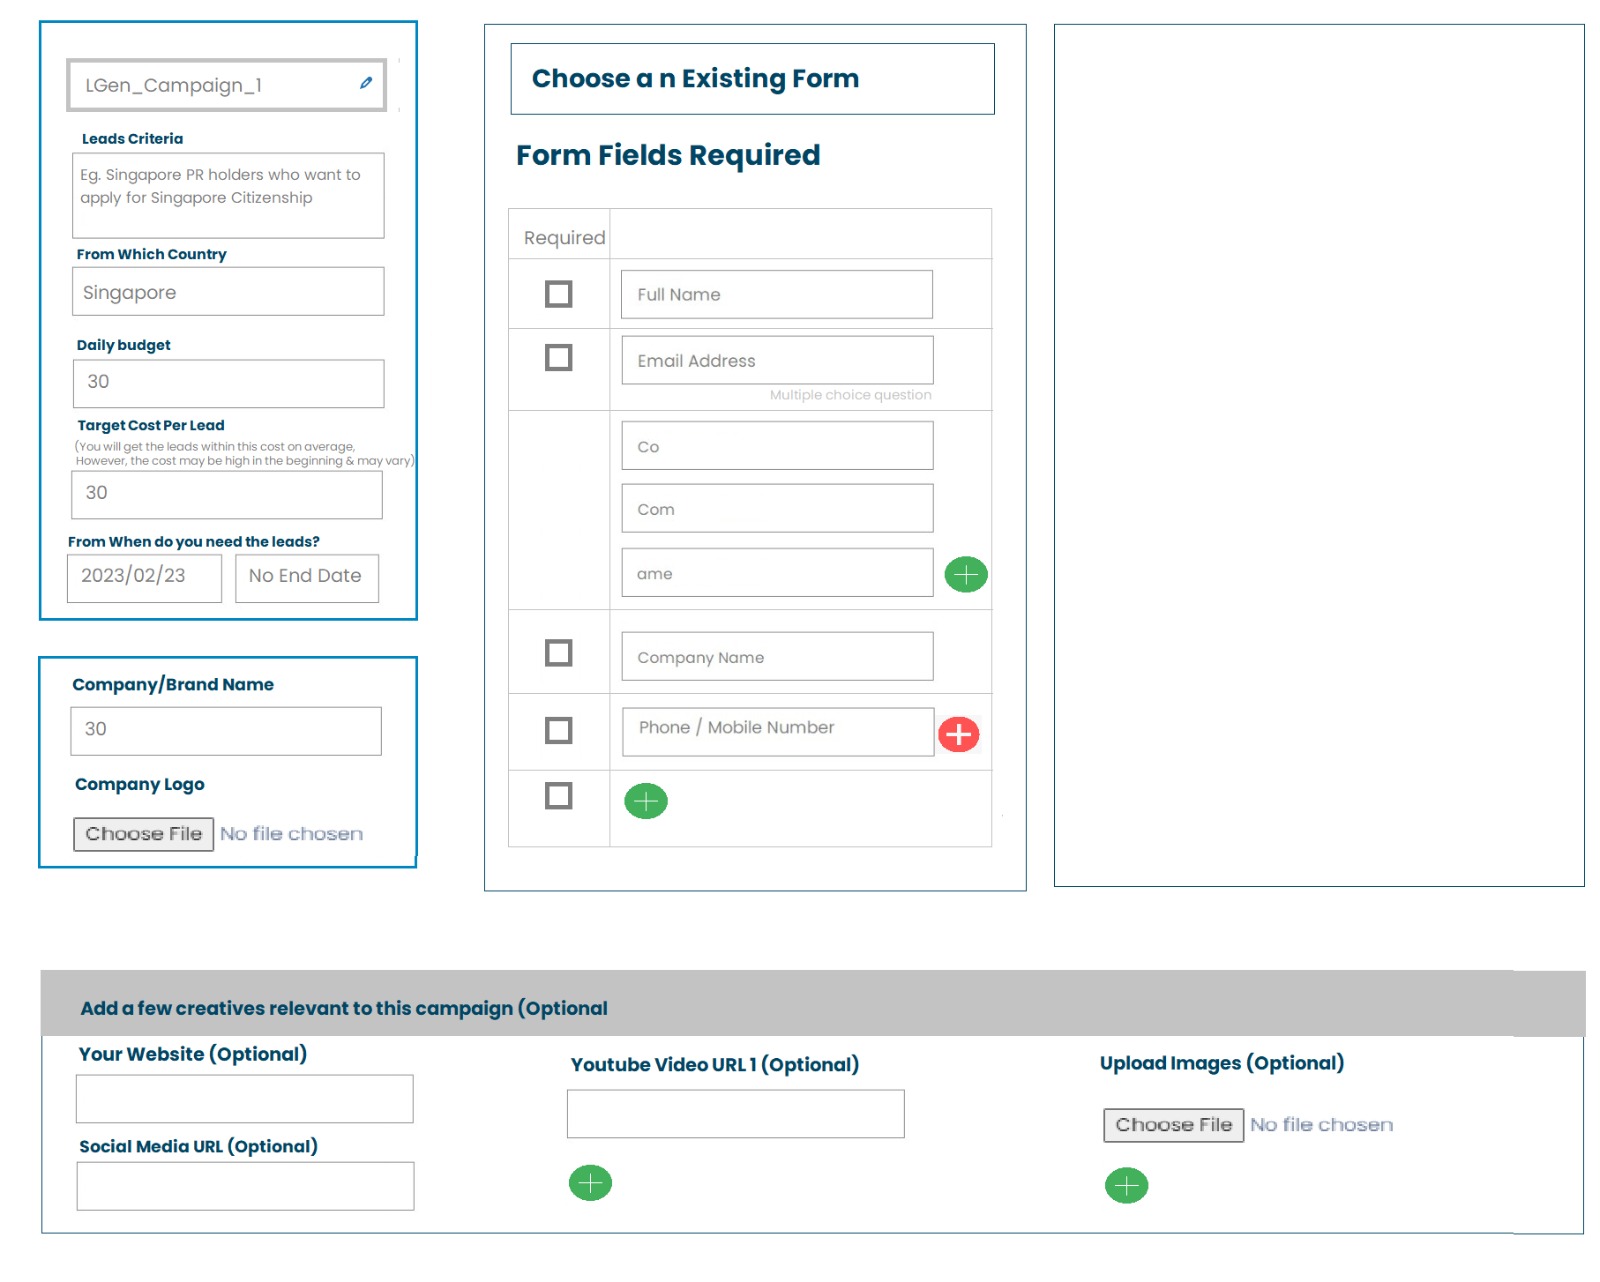 LGen_Campaign_1
Leads Criteria
Eg. Singapore PR holders who want to
apply for Singapore Citizenship
From Which Country
Singapore
Daily budget
30
Target Cost Per Lead
(You will get the leads within this cost on average,
However, the cost may be high in the beginning & may vary)
30
From When do you need the leads?
2023/02/23 No End Date
Company/Brand Name
30
Company Logo
Choose File No file chosen
Choose a n Existing Form
Form Fields Required
Required
Full Name
Email Address
Multiple choice question
Co
Com
ame
Company Name
Phone / Mobile Number
Add a few creatives relevant to this campaign (Optional
Your Website (Optional)
Social Media URL (Optional)
Youtube Video URL 1 (Optional)
Upload Images (Optional)
Choose File No file chosen